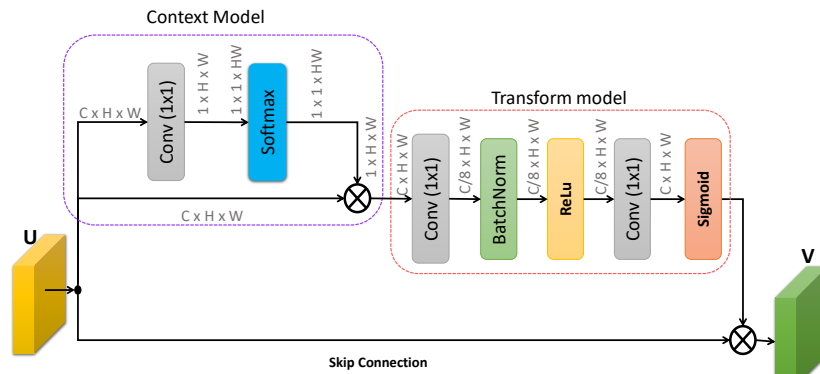 Context Model
C x H x W
Conv (1x1)
1 x H x W
1 x 1 x HW
Softmax
1 x 1 x HW
1 x H x W
C x H x W
Transform model
C x H x W
Conv (1x1)
C/8 x H x W
BatchNorm
C/8 x H x W
ReLu
C/8 x H x W
Conv (1x1)
C x H x W
Sigmoid
U
V
Skip Connection